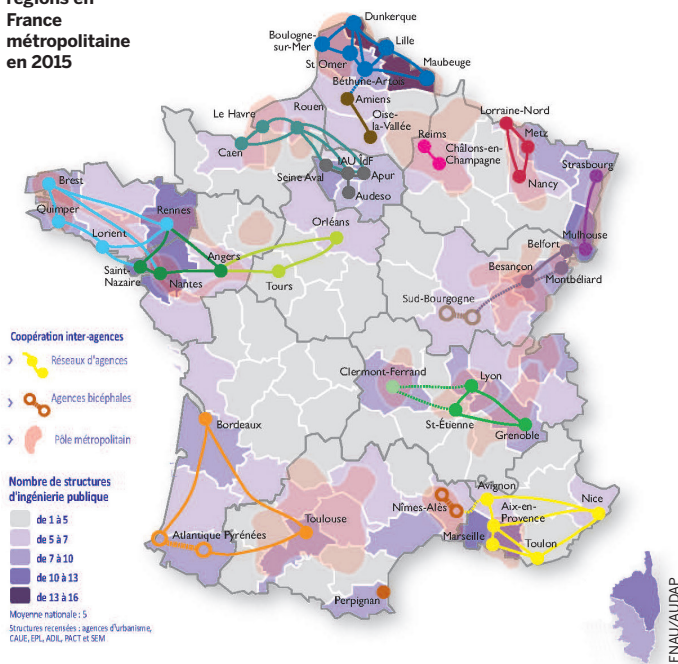 régions en
France
métropolitaine
en 2015
Dunkerque
Boulogne-
sur-Mer
Lille
St Omer
Maubeuge
Béthune-Artois
Amiens
Oise-
la-Vallée
Le Havre
Rouen
Caen
Reims
Châlons-en-
Champagne
Lorraine-Nord
Metz
Nancy
Strasbourg
Mulhouse
IAU îdF
Seine Aval
Apur
Audeso
Brest
Quimper
Lorient
Rennes
Saint-
Nazaire
Nantes
Angers
Orléans
Tours
Belfort
Besançon
Montbéliard
Sud-Bourgogne
Coopération inter-agences
Réseaux d'agences
Agences bicéphales
Pôle métropolitain
Clermont-Ferrand
Lyon
St-Étienne
Grenoble
Bordeaux
Nombre de structures
d'ingénierie publique
de 1 à 5
de 5 à 7
de 7 à 10
de 10 à 13
de 13 à 16
Moyenne nationale : 5
Structures recensées : agences d'urbanisme,
CAUE, EPL, ADIL, PACT et SEM
Atlantique Pyrénées
Toulouse
Nîmes-Alès
Avignon
Aix-en-
Provence
Nice
Marseille
Toulon
Perpignan
FNAU/AUDAP